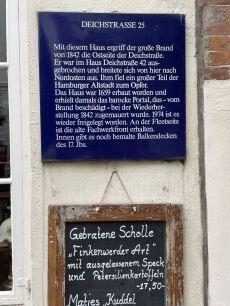 DEICHSTRASSE 25
Mit diesem Haus ergriff der große Brand
von 1842 die Ostseite der Deichstraße.
Er war im Haus Deichstraße 42 aus-
gebrochen und breitete sich von hier nach
Nordosten aus. Ihm fiel ein großer Teil der
Hamburger Altstadt zum Opfer.
Das Haus war 1659 erbaut worden und
erhielt damals das barocke Portal, das - vom
Brand beschädigt - bei der Wiederher-
stellung 1842 zugemauert wurde. 1974 ist es
wieder freigelegt worden. An der Fleetseite
ist die alte Fachwerkfront erhalten.
Innen gibt es noch bemalte Balkendecken
des 17. Jhs.
Gebratene Scholle
"Finkenwerder Art"
mit ausgelassenem Speck
und Petersilienkartoffeln
-17,50-
Matjes "Kuddel